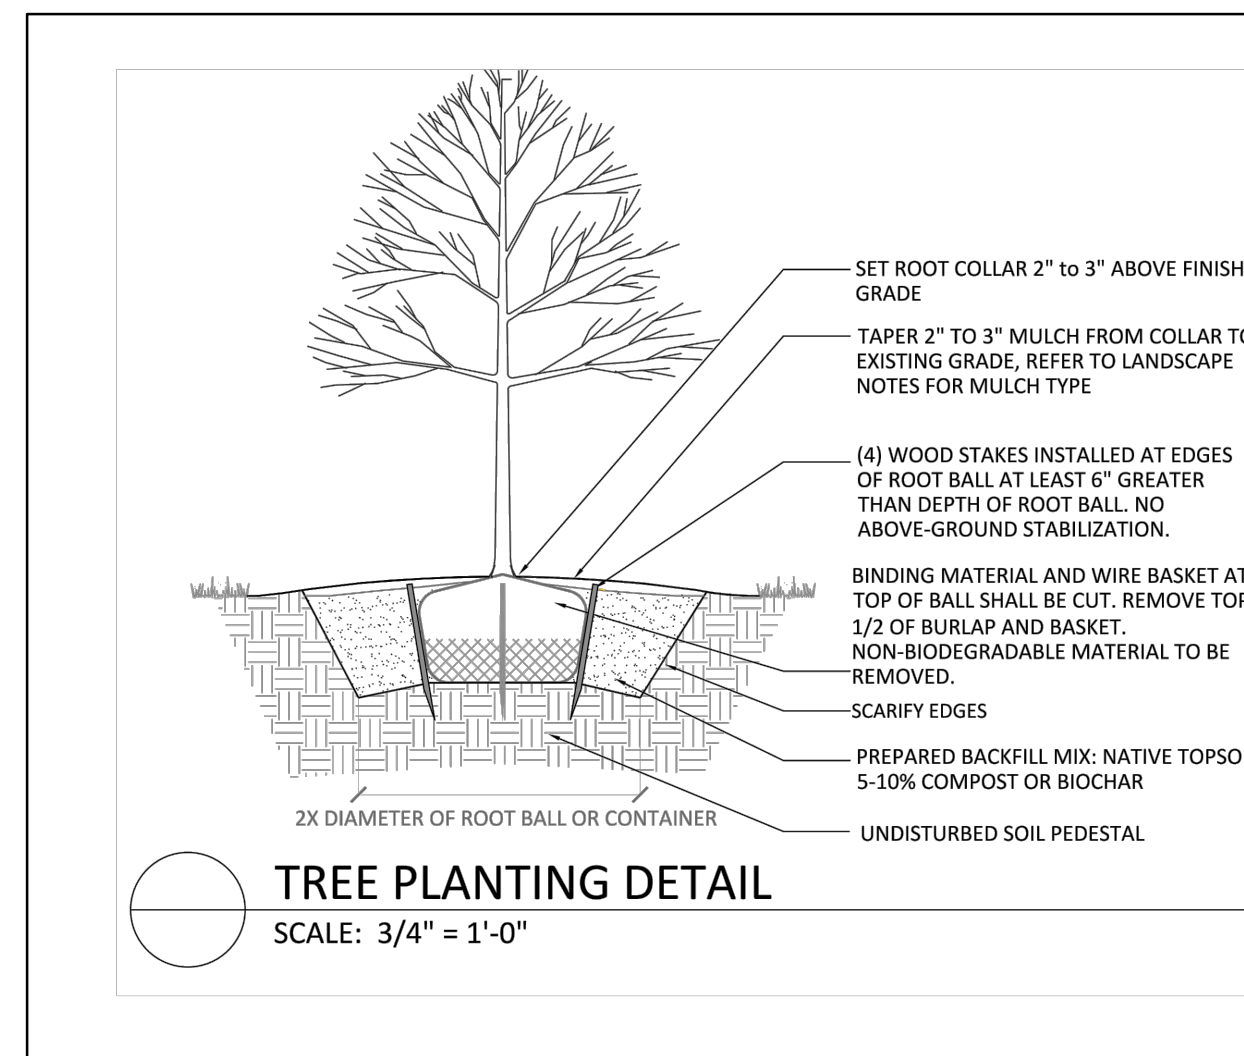 SET ROOT COLLAR 2" to 3" ABOVE FINISH
GRADE
TAPER 2" TO 3" MULCH FROM COLLAR TO
EXISTING GRADE, REFER TO LANDSCAPE
NOTES FOR MULCH TYPE
(4) WOOD STAKES INSTALLED AT EDGES
OF ROOT BALL AT LEAST 6" GREATER
THAN DEPTH OF ROOT BALL. NO
ABOVE-GROUND STABILIZATION.
BINDING MATERIAL AND WIRE BASKET AT
TOP OF BALL SHALL BE CUT. REMOVE TOP
1/2 OF BURLAP AND BASKET.
NON-BIODEGRADABLE MATERIAL TO BE
REMOVED.
SCARIFY EDGES
PREPARED BACKFILL MIX: NATIVE
5-10% COMPOST OR BIOCHAR
2X DIAMETER OF ROOT BALL OR CONTAINER
UNDISTURBED SOIL PEDESTAL
TREE PLANTING DETAIL
SCALE: 3/4" = 1'-0"